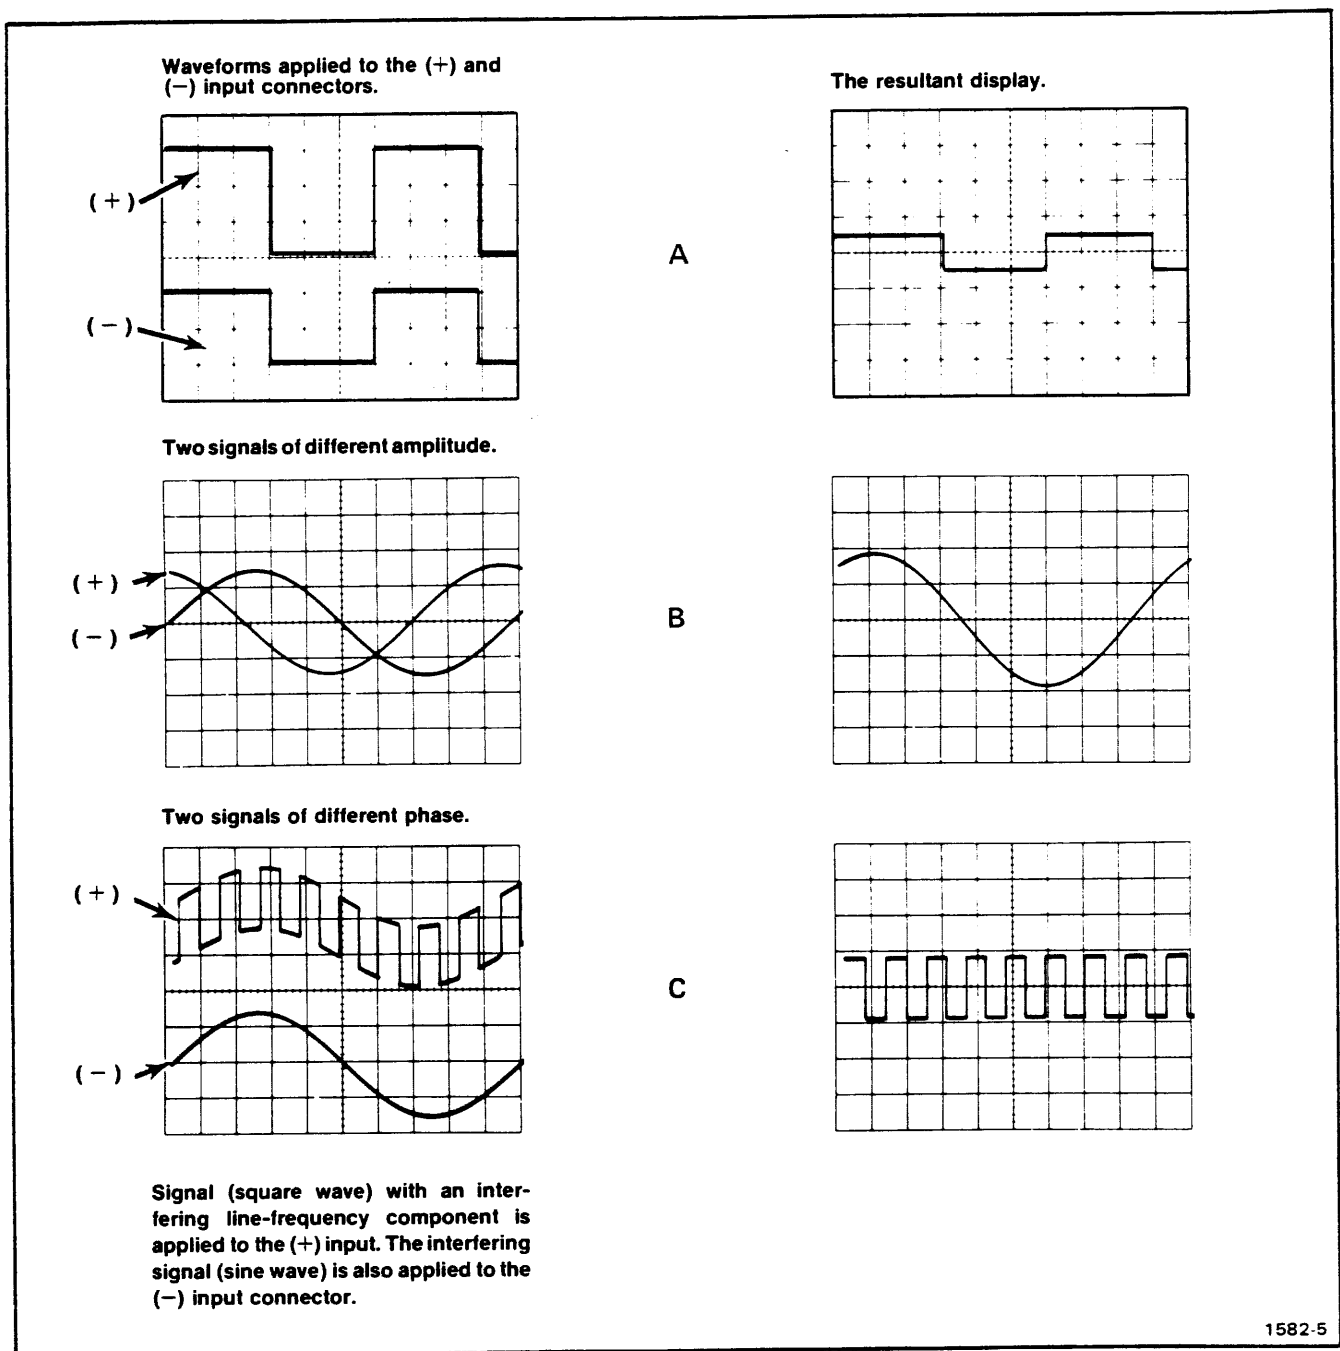 Waveforms applied to the (+) and
(−) input connectors.
The resultant display.
(+)
(−)
A
Two signals of different amplitude.
(+)
(−)
B
Two signals of different phase.
(+)
(−)
C
Signal (square wave) with an inter-
fering line-frequency component is
applied to the (+) input. The interfering
signal (sine wave) is also applied to the
(−) input connector.
1582-5